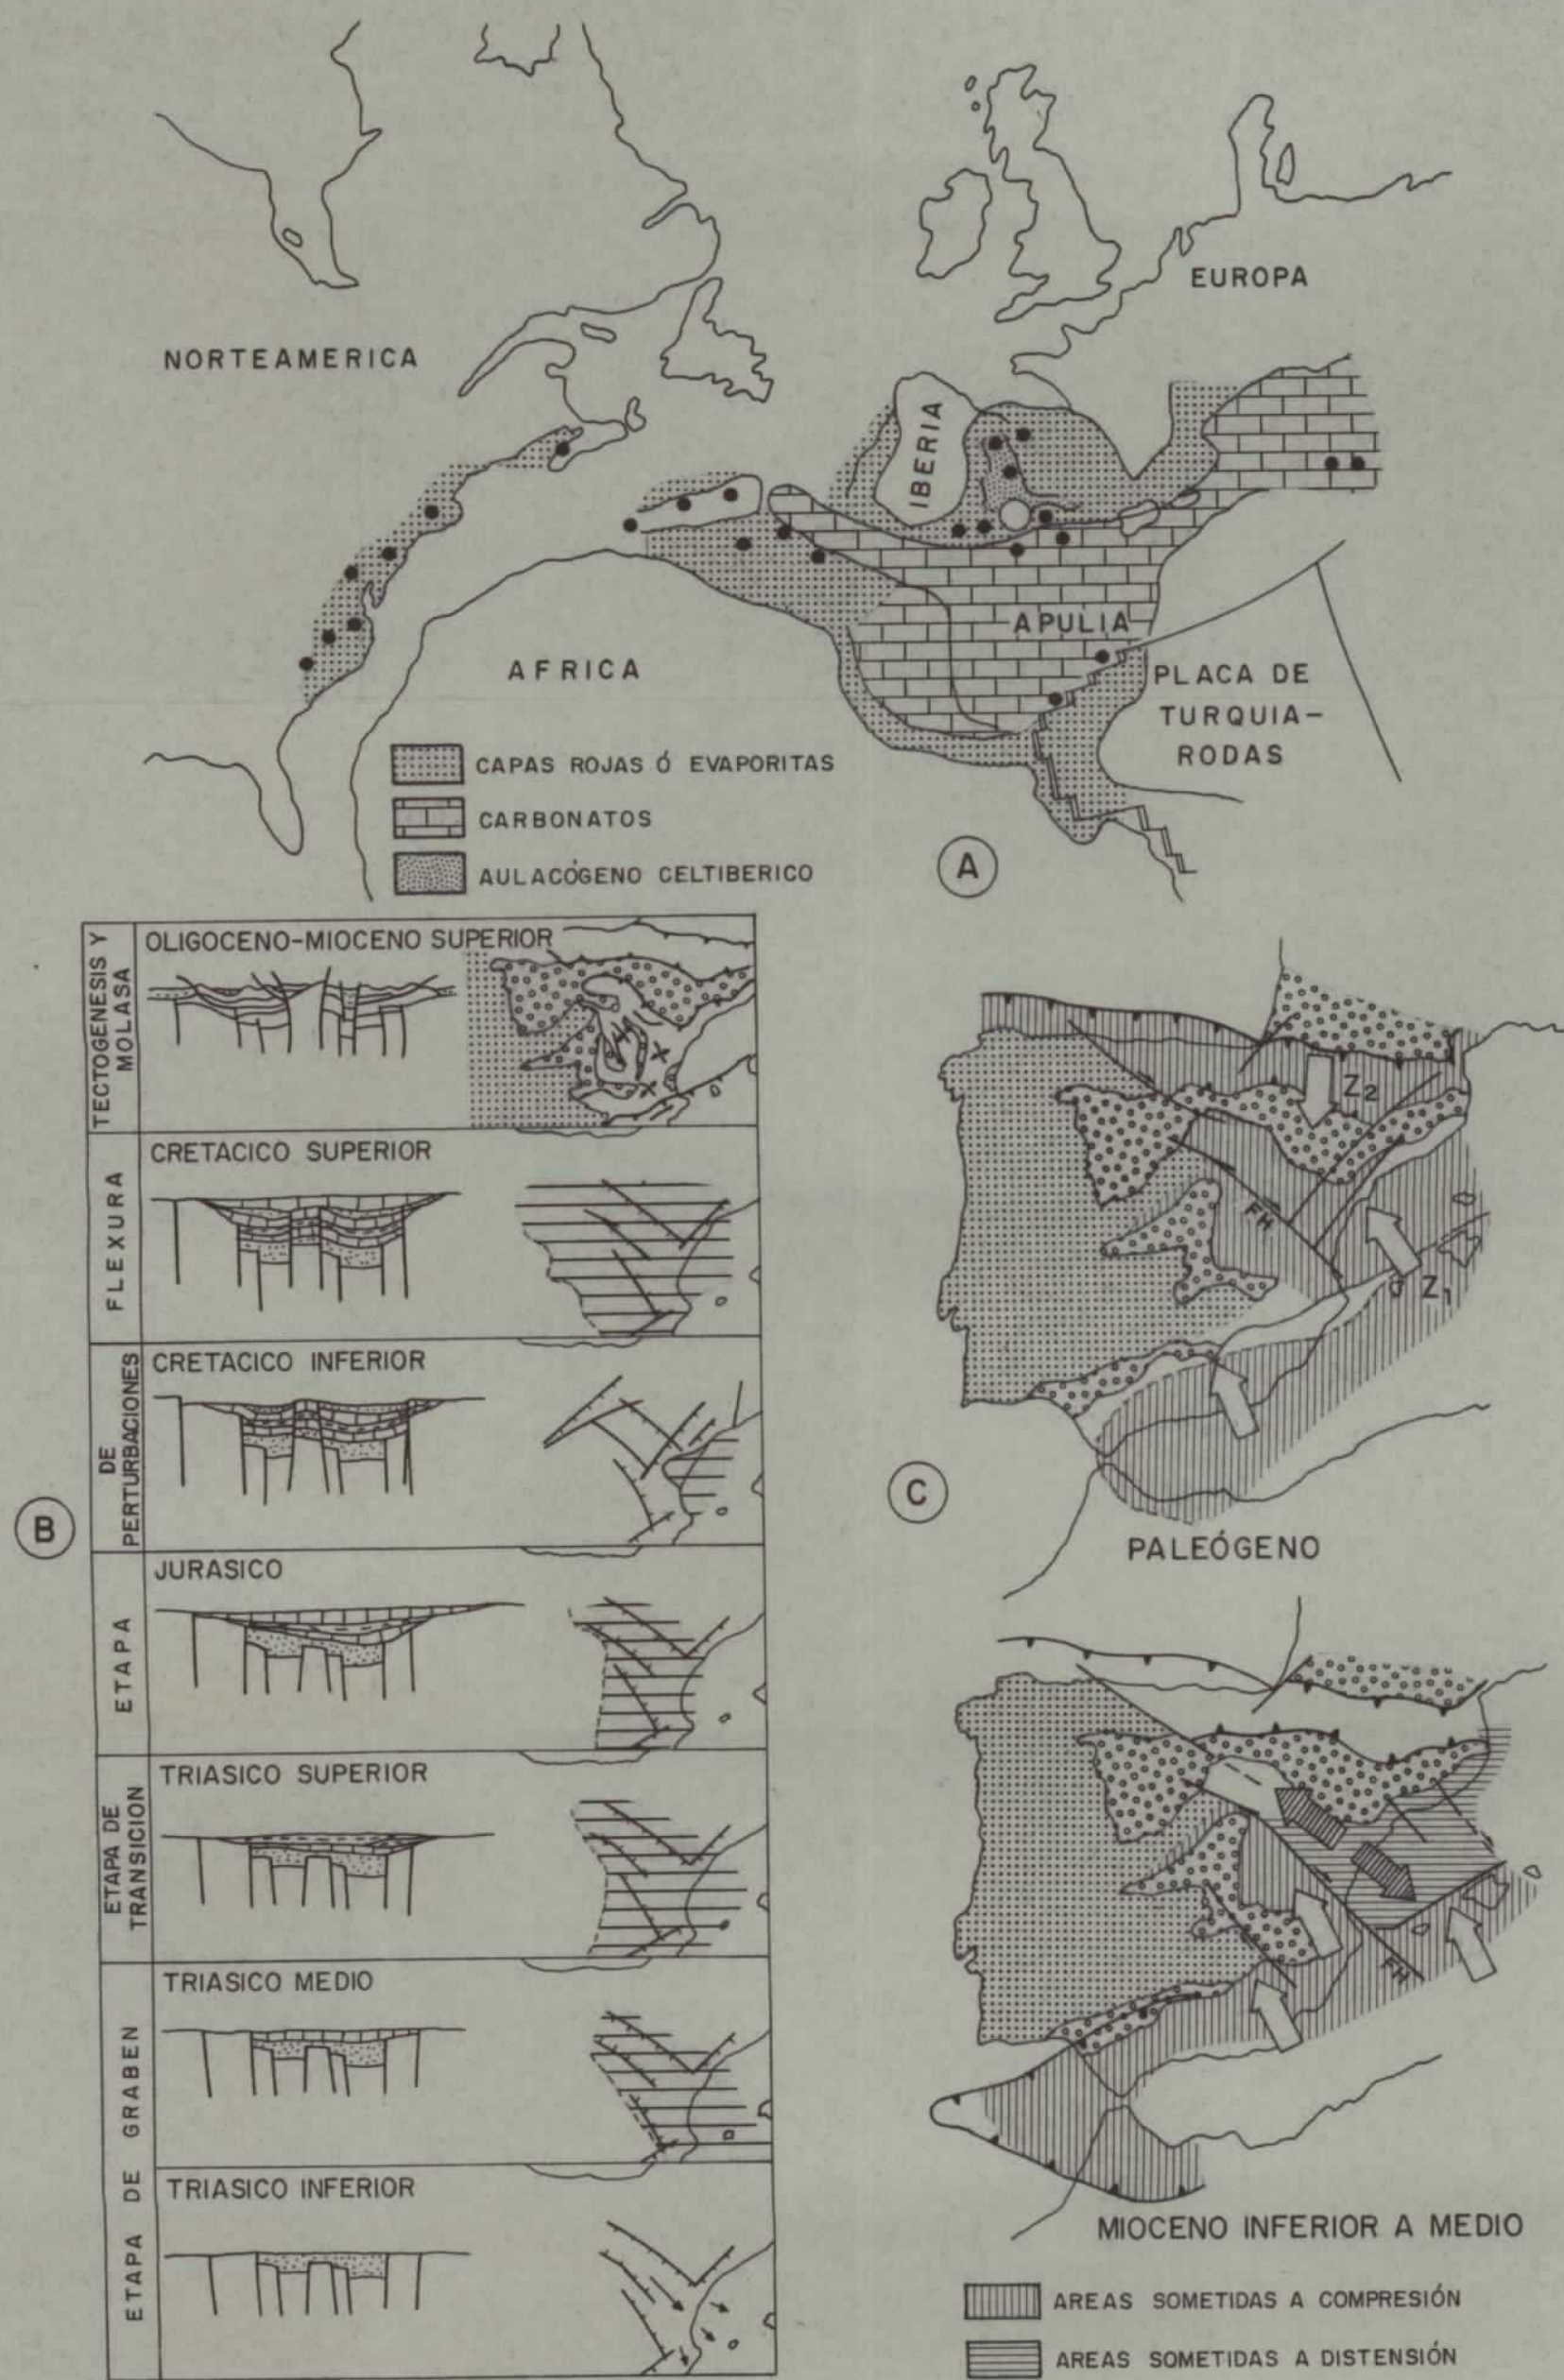 EUROPA
NORTEAMERICA
IBERIA
APULIA
AFRICA
PLACA DE
TURQUIA-
RODAS
CAPAS ROJAS Ó EVAPORITAS
CARBONATOS
AULACÓGENO CELTIBERICO
A
B
TECTOGENESIS Y
MOLASA
OLIGOCENO-MIOCENO SUPERIOR
FLEXURA
CRETACICO SUPERIOR
DE
PERTURBACIONES
CRETACICO INFERIOR
ETAPA
JURASICO
ETAPA DE
TRANSICION
TRIASICO SUPERIOR
ETAPA DE GRABEN
TRIASICO MEDIO
TRIASICO INFERIOR
C
Z2
FH
Z1
PALEÓGENO
FH
MIOCENO INFERIOR A MEDIO
AREAS SOMETIDAS A COMPRESIÓN
AREAS SOMETIDAS A DISTENSIÓN